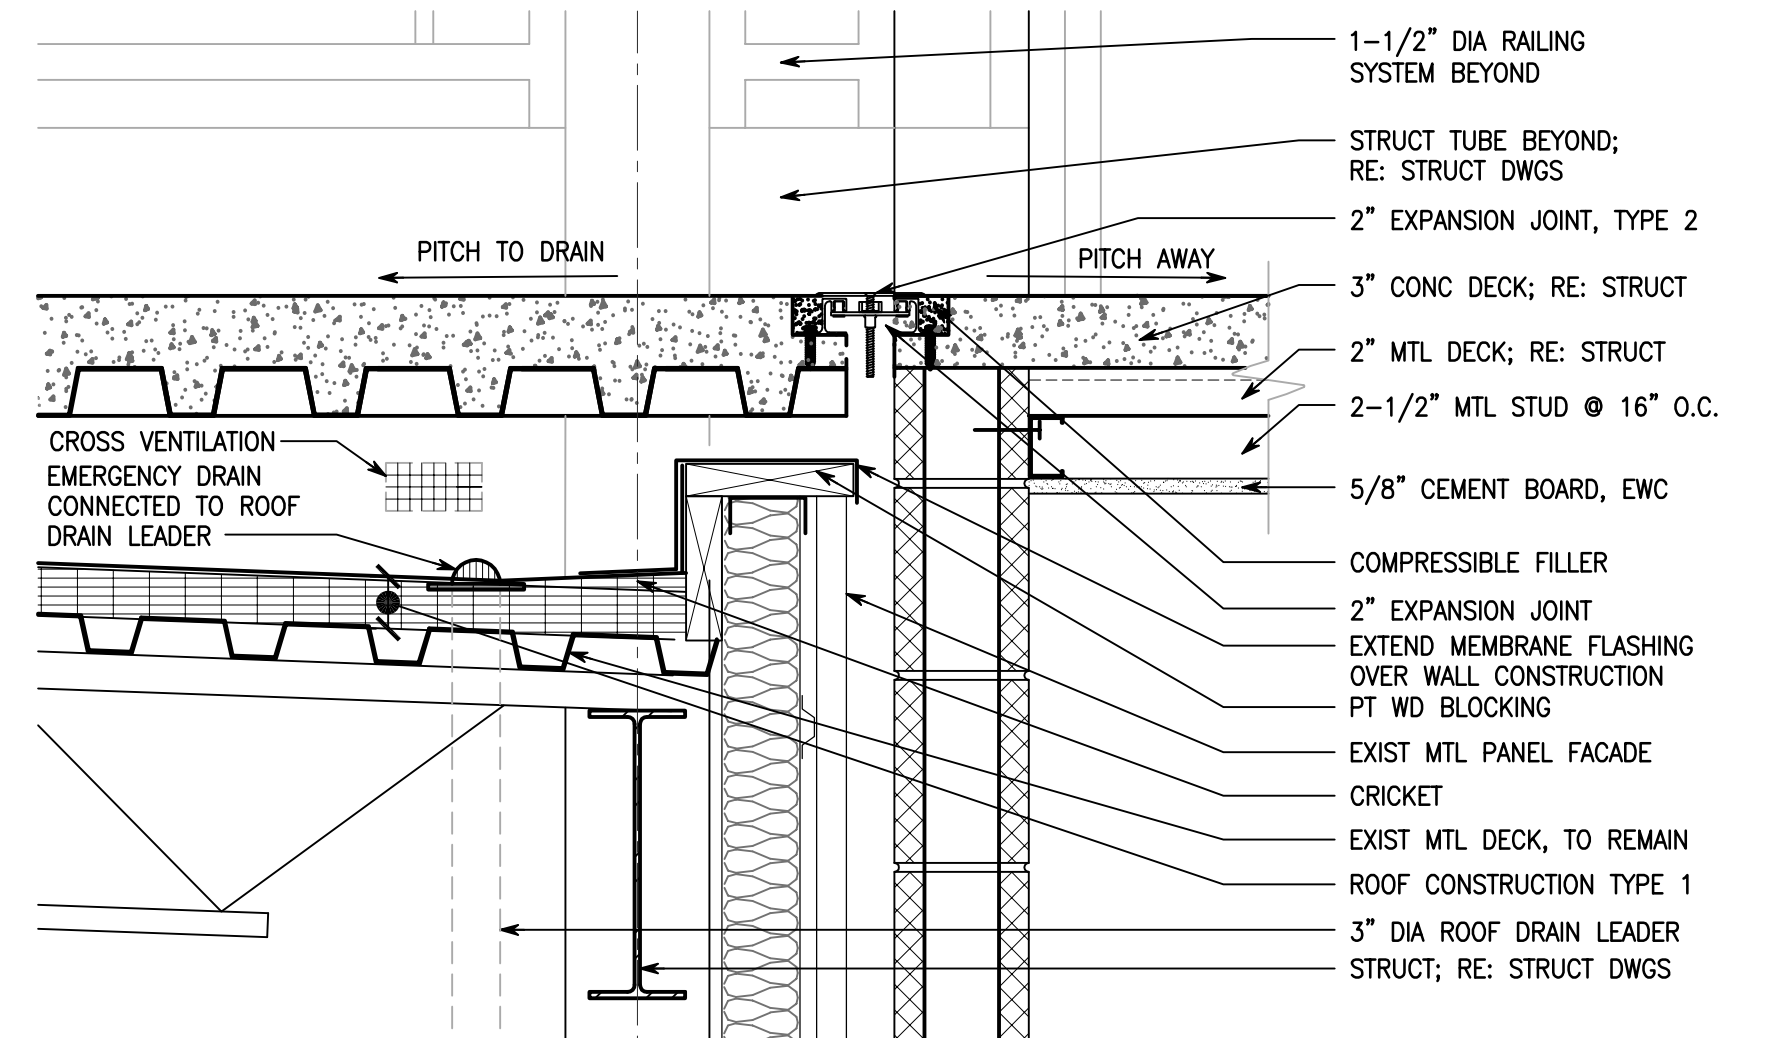 1-1/2" DIA RAILING
SYSTEM BEYOND
STRUCT TUBE BEYOND;
RE: STRUCT DWGS
2" EXPANSION JOINT, TYPE 2
PITCH TO DRAIN
PITCH AWAY
3" CONC DECK; RE: STRUCT
2" MTL DECK; RE: STRUCT
2-1/2" MTL STUD @ 16" O.C.
CROSS VENTILATION
EMERGENCY DRAIN
CONNECTED TO ROOF
DRAIN LEADER
5/8" CEMENT BOARD, EWC
COMPRESSIBLE FILLER
2" EXPANSION JOINT
EXTEND MEMBRANE FLASHING
OVER WALL CONSTRUCTION
PT WD BLOCKING
EXIST MTL PANEL FACADE
CRICKET
EXIST MTL DECK, TO REMAIN
ROOF CONSTRUCTION TYPE 1
3" DIA ROOF DRAIN LEADER
STRUCT; RE: STRUCT DWGS